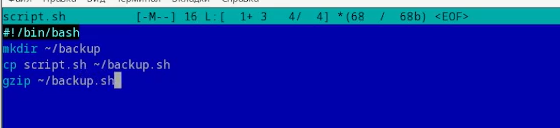 script.sh [-M--] 16 L:[ 1+ 3 4/ 4] *(68 / 68b) <EOF>
#!/bin/bash
mkdir ~/backup
cp script.sh ~/backup.sh
gzip ~/backup.sh